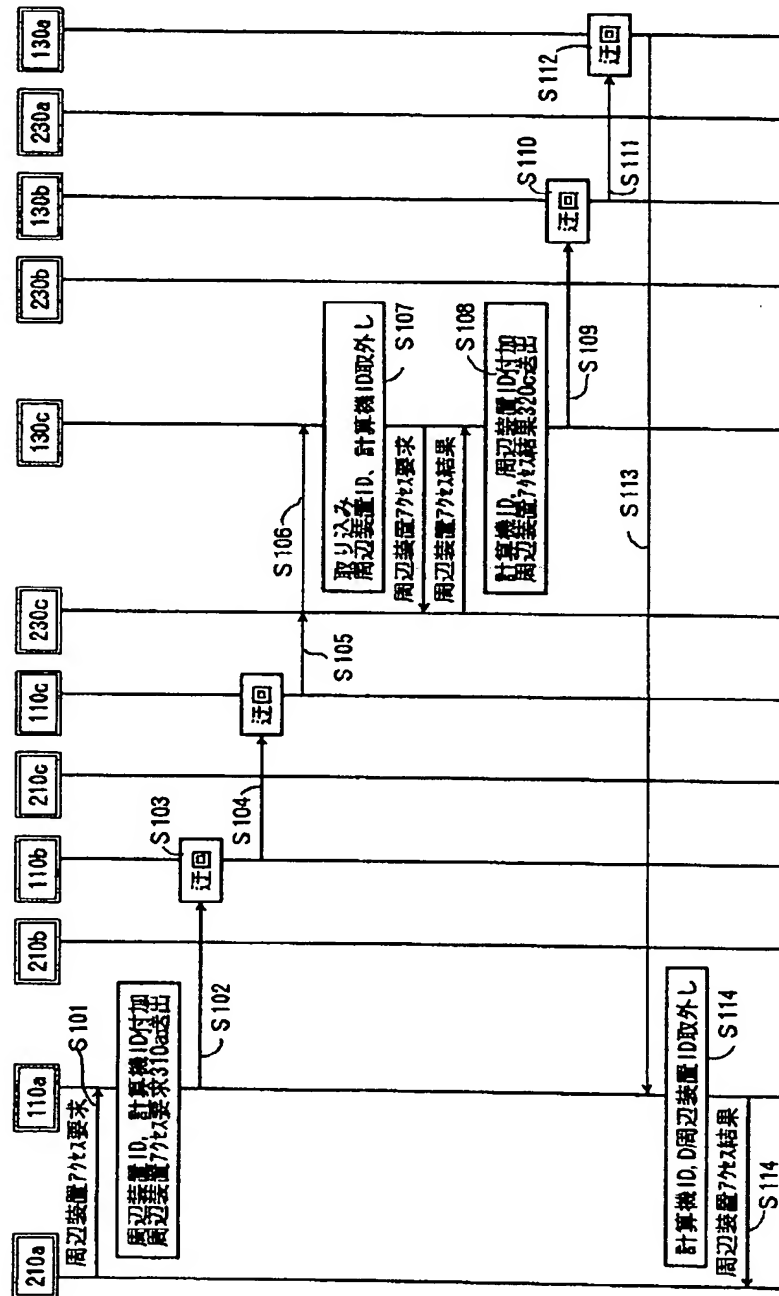 210a
110a
210b
110b
210c
110c
230c
130c
230b
130b
230a
130a
周辺装置アクセス要求
S101
周辺装置ID, 計算機ID付加
周辺装置アクセス要求310a送出
S102
迂回
S103
S104
迂回
S105
S106
取り込み
周辺装置ID、計算機ID取外し
S107
周辺装置アクセス要求
周辺装置アクセス結果
計算機ID, 周辺装置ID付加
周辺装置アクセス結果320c送出
S108
S109
迂回
S110
S111
迂回
S112
S113
計算機ID,D周辺装置ID取外し
S114
周辺装置アクセス結果
S114